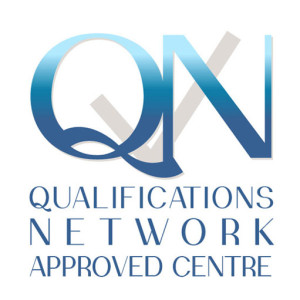 QN
QUALIFICATIONS
NETWORK
APPROVED CENTRE